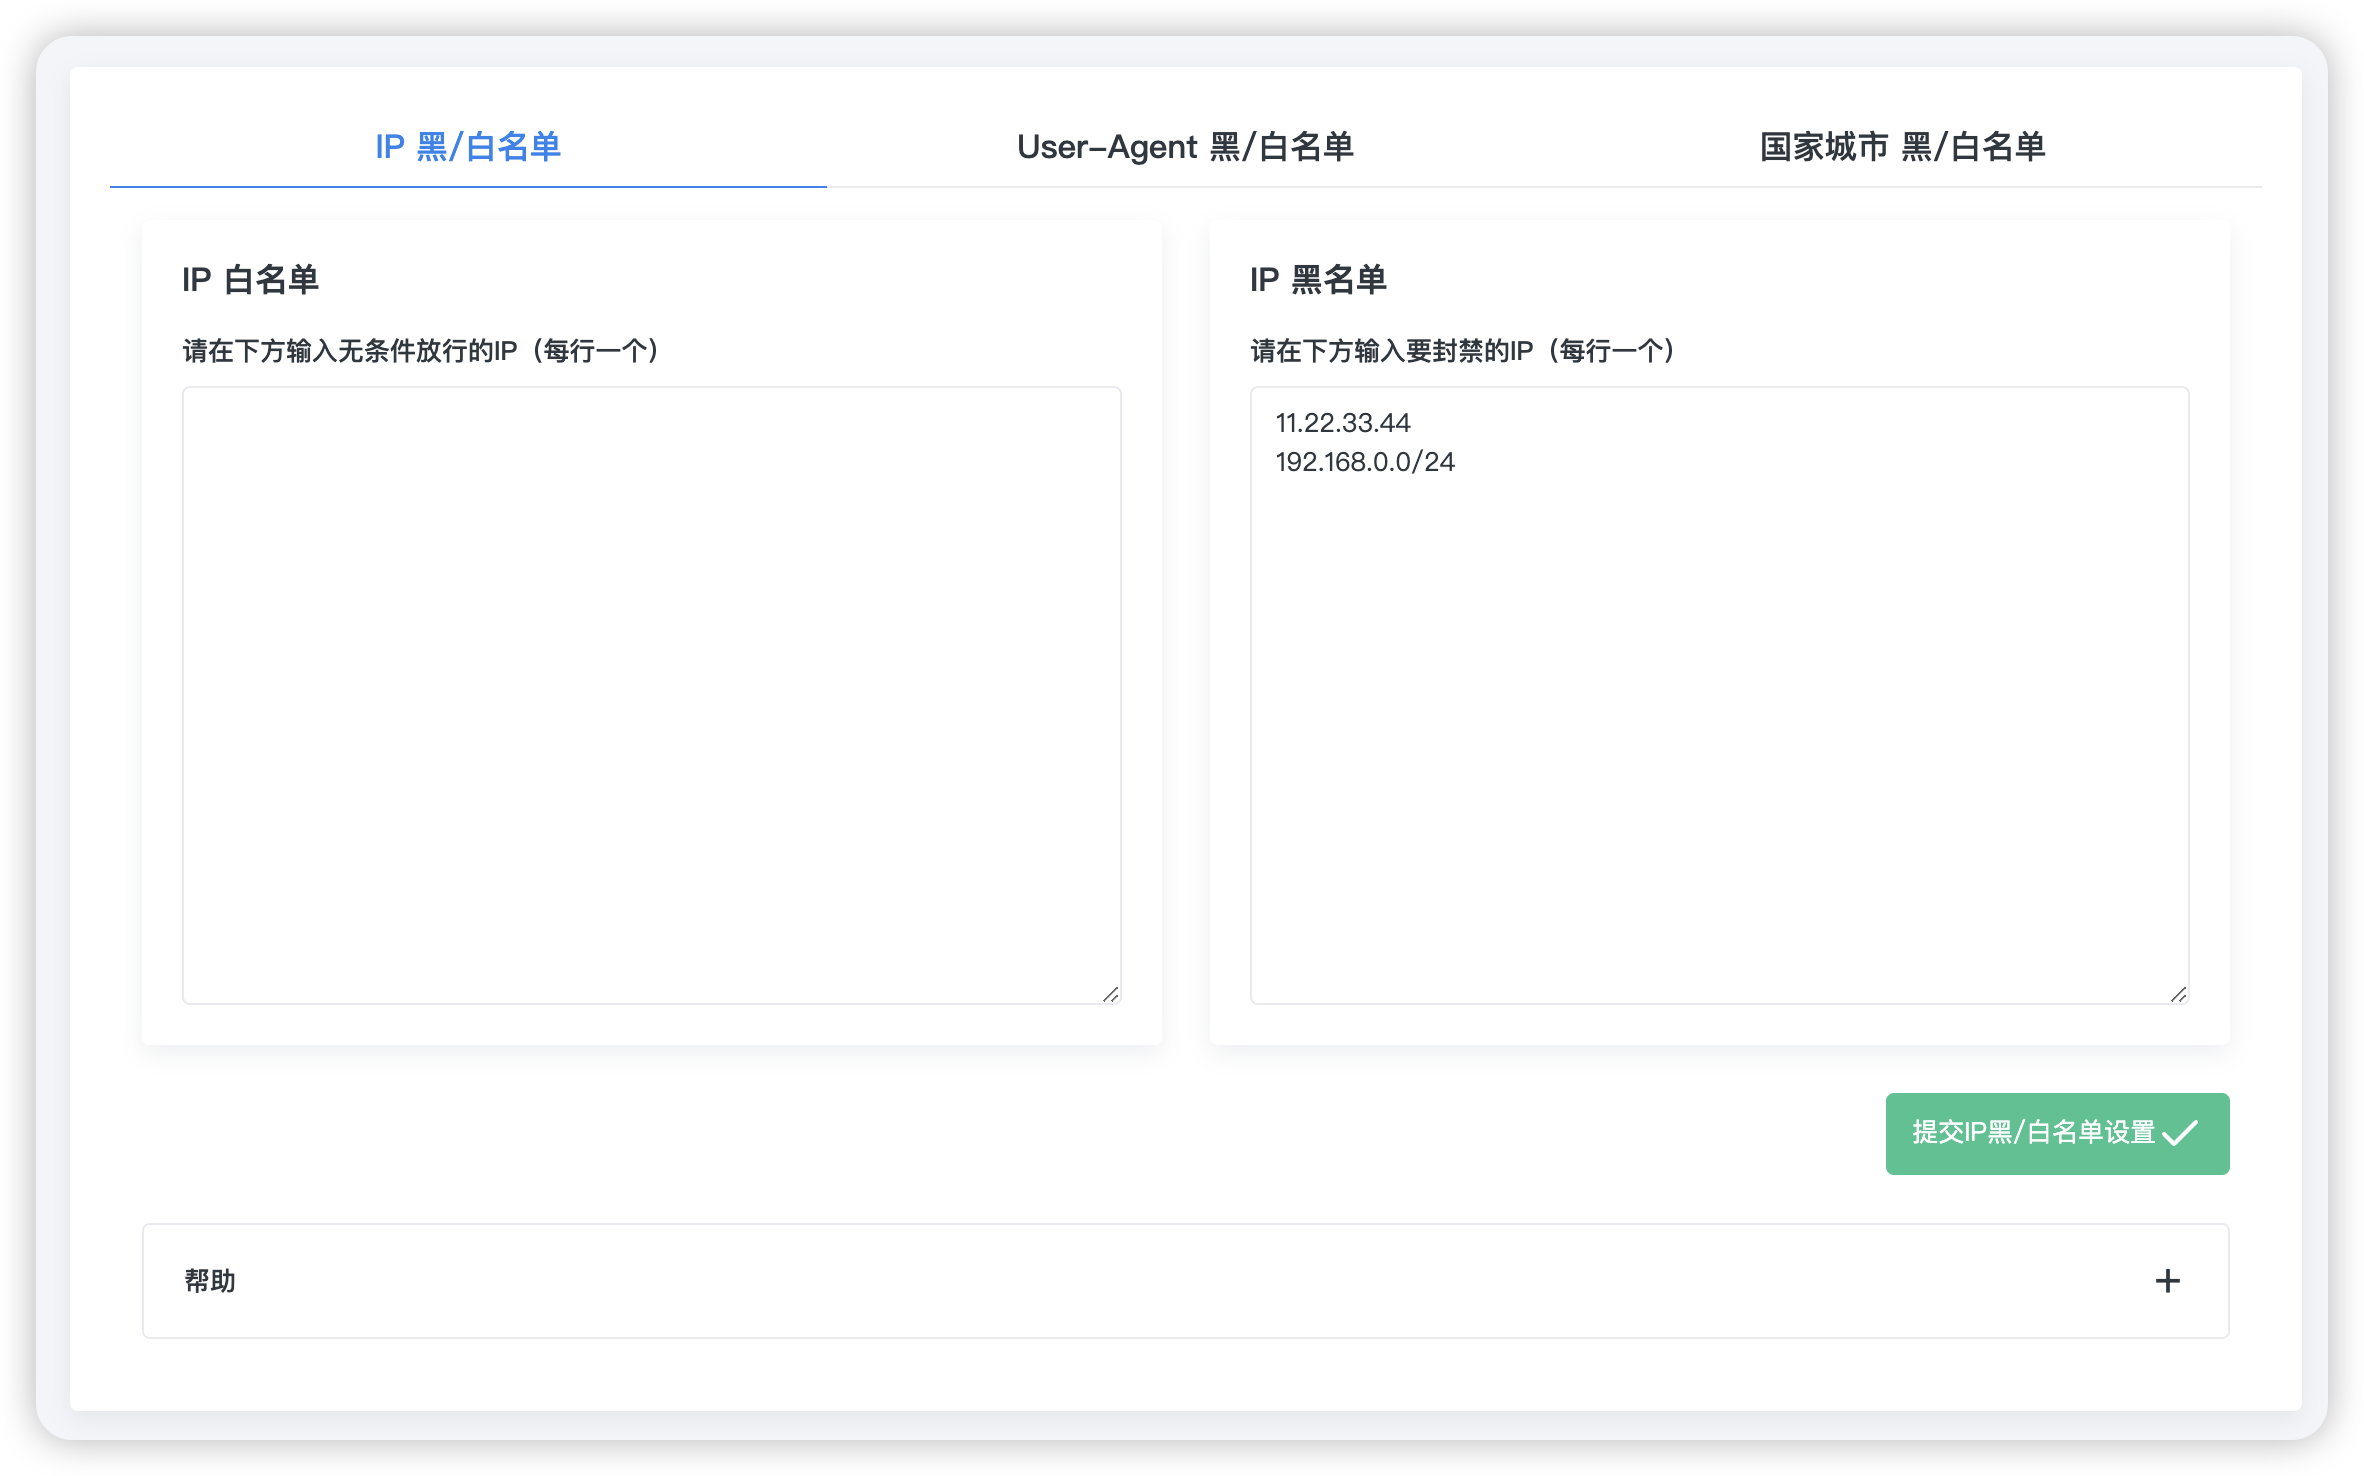 IP 黑/白名单
User-Agent 黑/白名单
国家城市 黑/白名单
IP 白名单
请在下方输入无条件放行的IP（每行一个）
IP 黑名单
请在下方输入要封禁的IP（每行一个）
11.22.33.44
192.168.0.0/24
提交IP黑/白名单设置
帮助